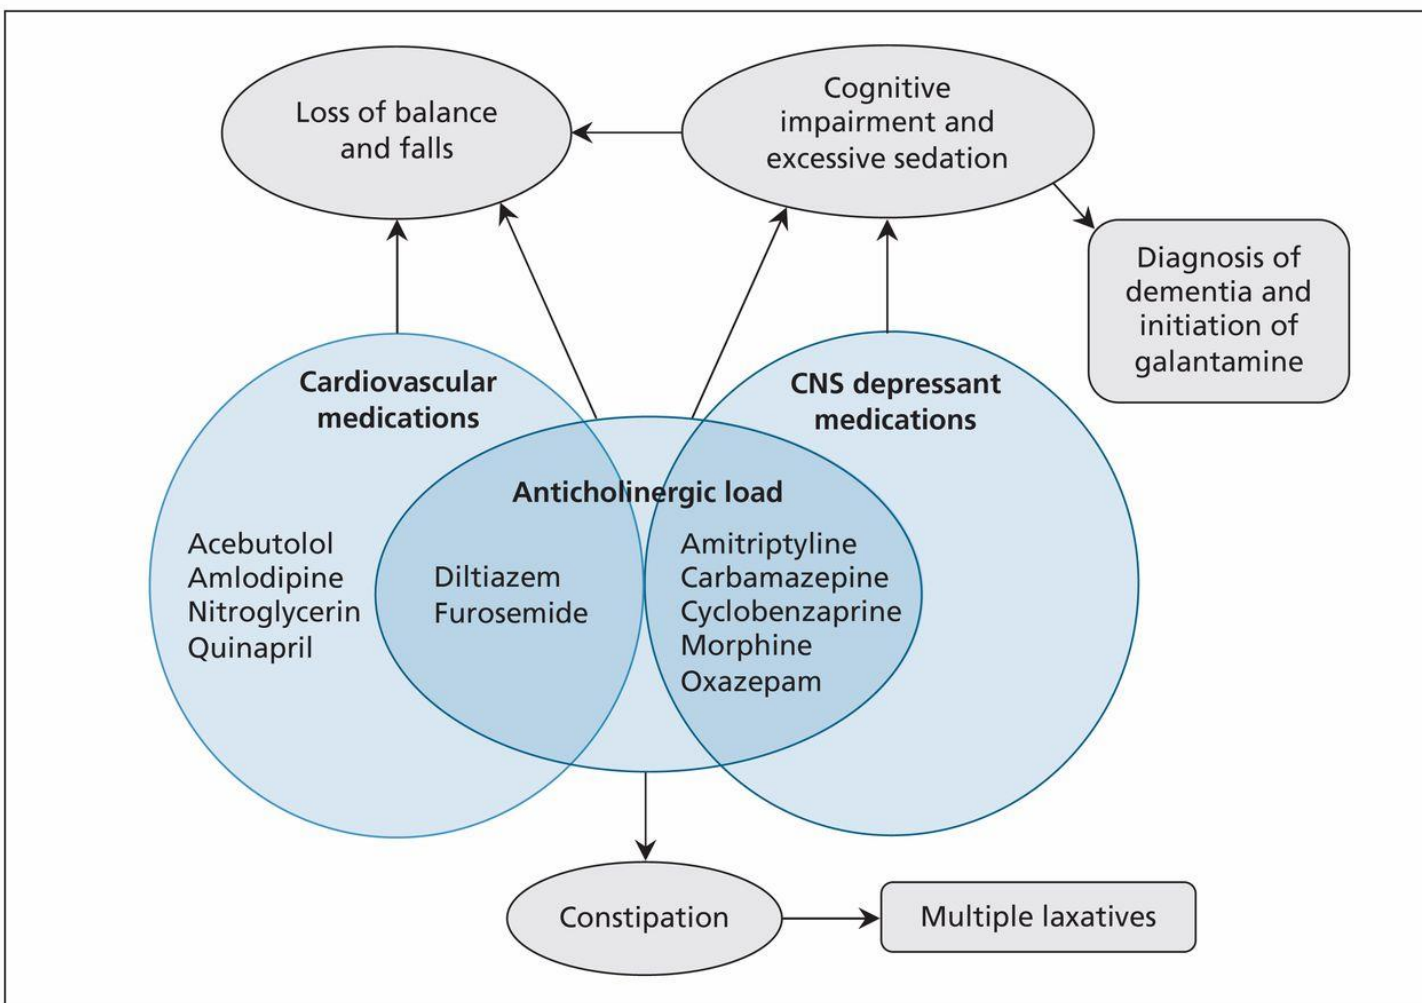 Loss of balance
and falls
Cognitive
impairment and
excessive sedation
Diagnosis of
dementia and
initiation of
galantamine
Cardiovascular
medications
CNS depressant
medications
Anticholinergic load
Acebutolol
Amlodipine
Nitroglycerin
Quinapril
Diltiazem
Furosemide
Amitriptyline
Carbamazepine
Cyclobenzaprine
Morphine
Oxazepam
Constipation
Multiple laxatives